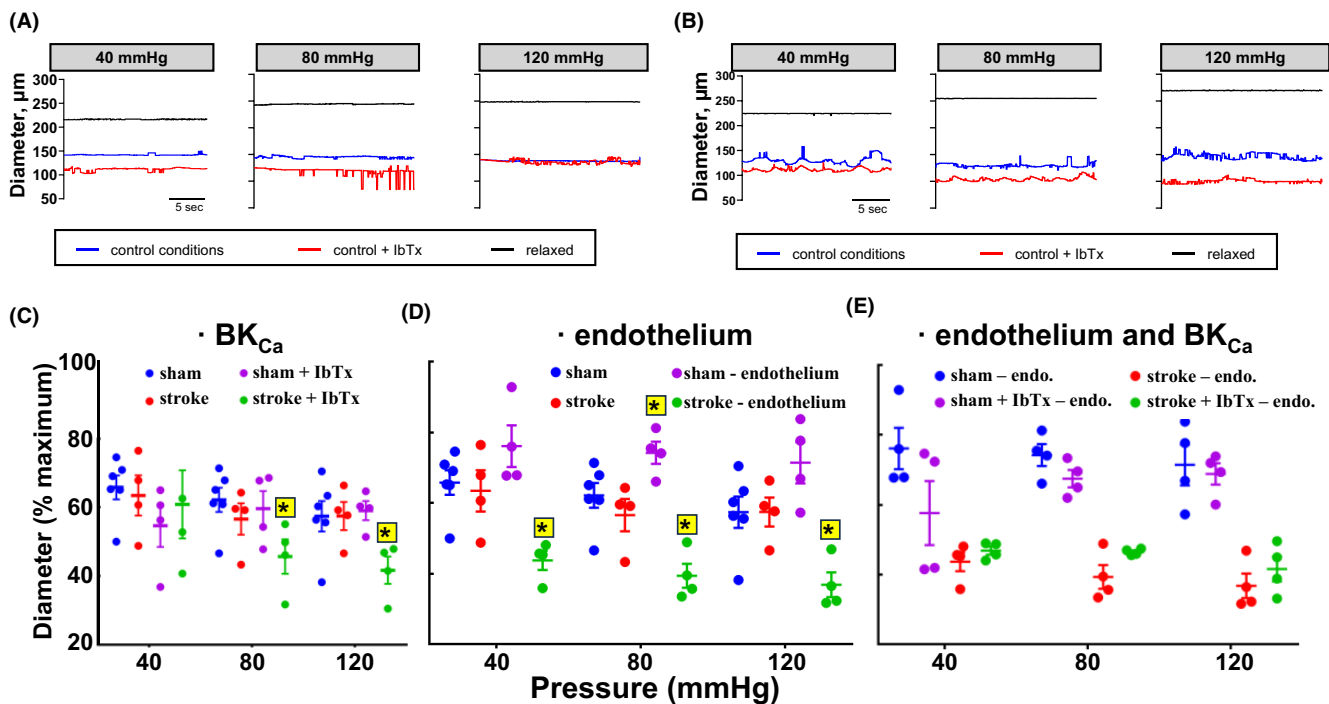 (A)
40 mmHg 80 mmHg 120 mmHg
Diameter, μm
300
250
200
150
100
50
5 sec
control conditions control + IbTx relaxed
(B)
40 mmHg 80 mmHg 120 mmHg
Diameter, μm
300
250
200
150
100
50
5 sec
control conditions control + IbTx relaxed
(C)
· BKCa
Diameter (% maximum)
100
80
60
40
20
sham sham + IbTx
stroke stroke + IbTx
*
*
40 80 120
(D)
· endothelium
sham sham - endothelium
stroke stroke - endothelium
*
*
*
*
40 80 120
Pressure (mmHg)
(E)
· endothelium and BKCa
sham – endo. stroke – endo.
sham + IbTx – endo. stroke + IbTx – endo.
40 80 120